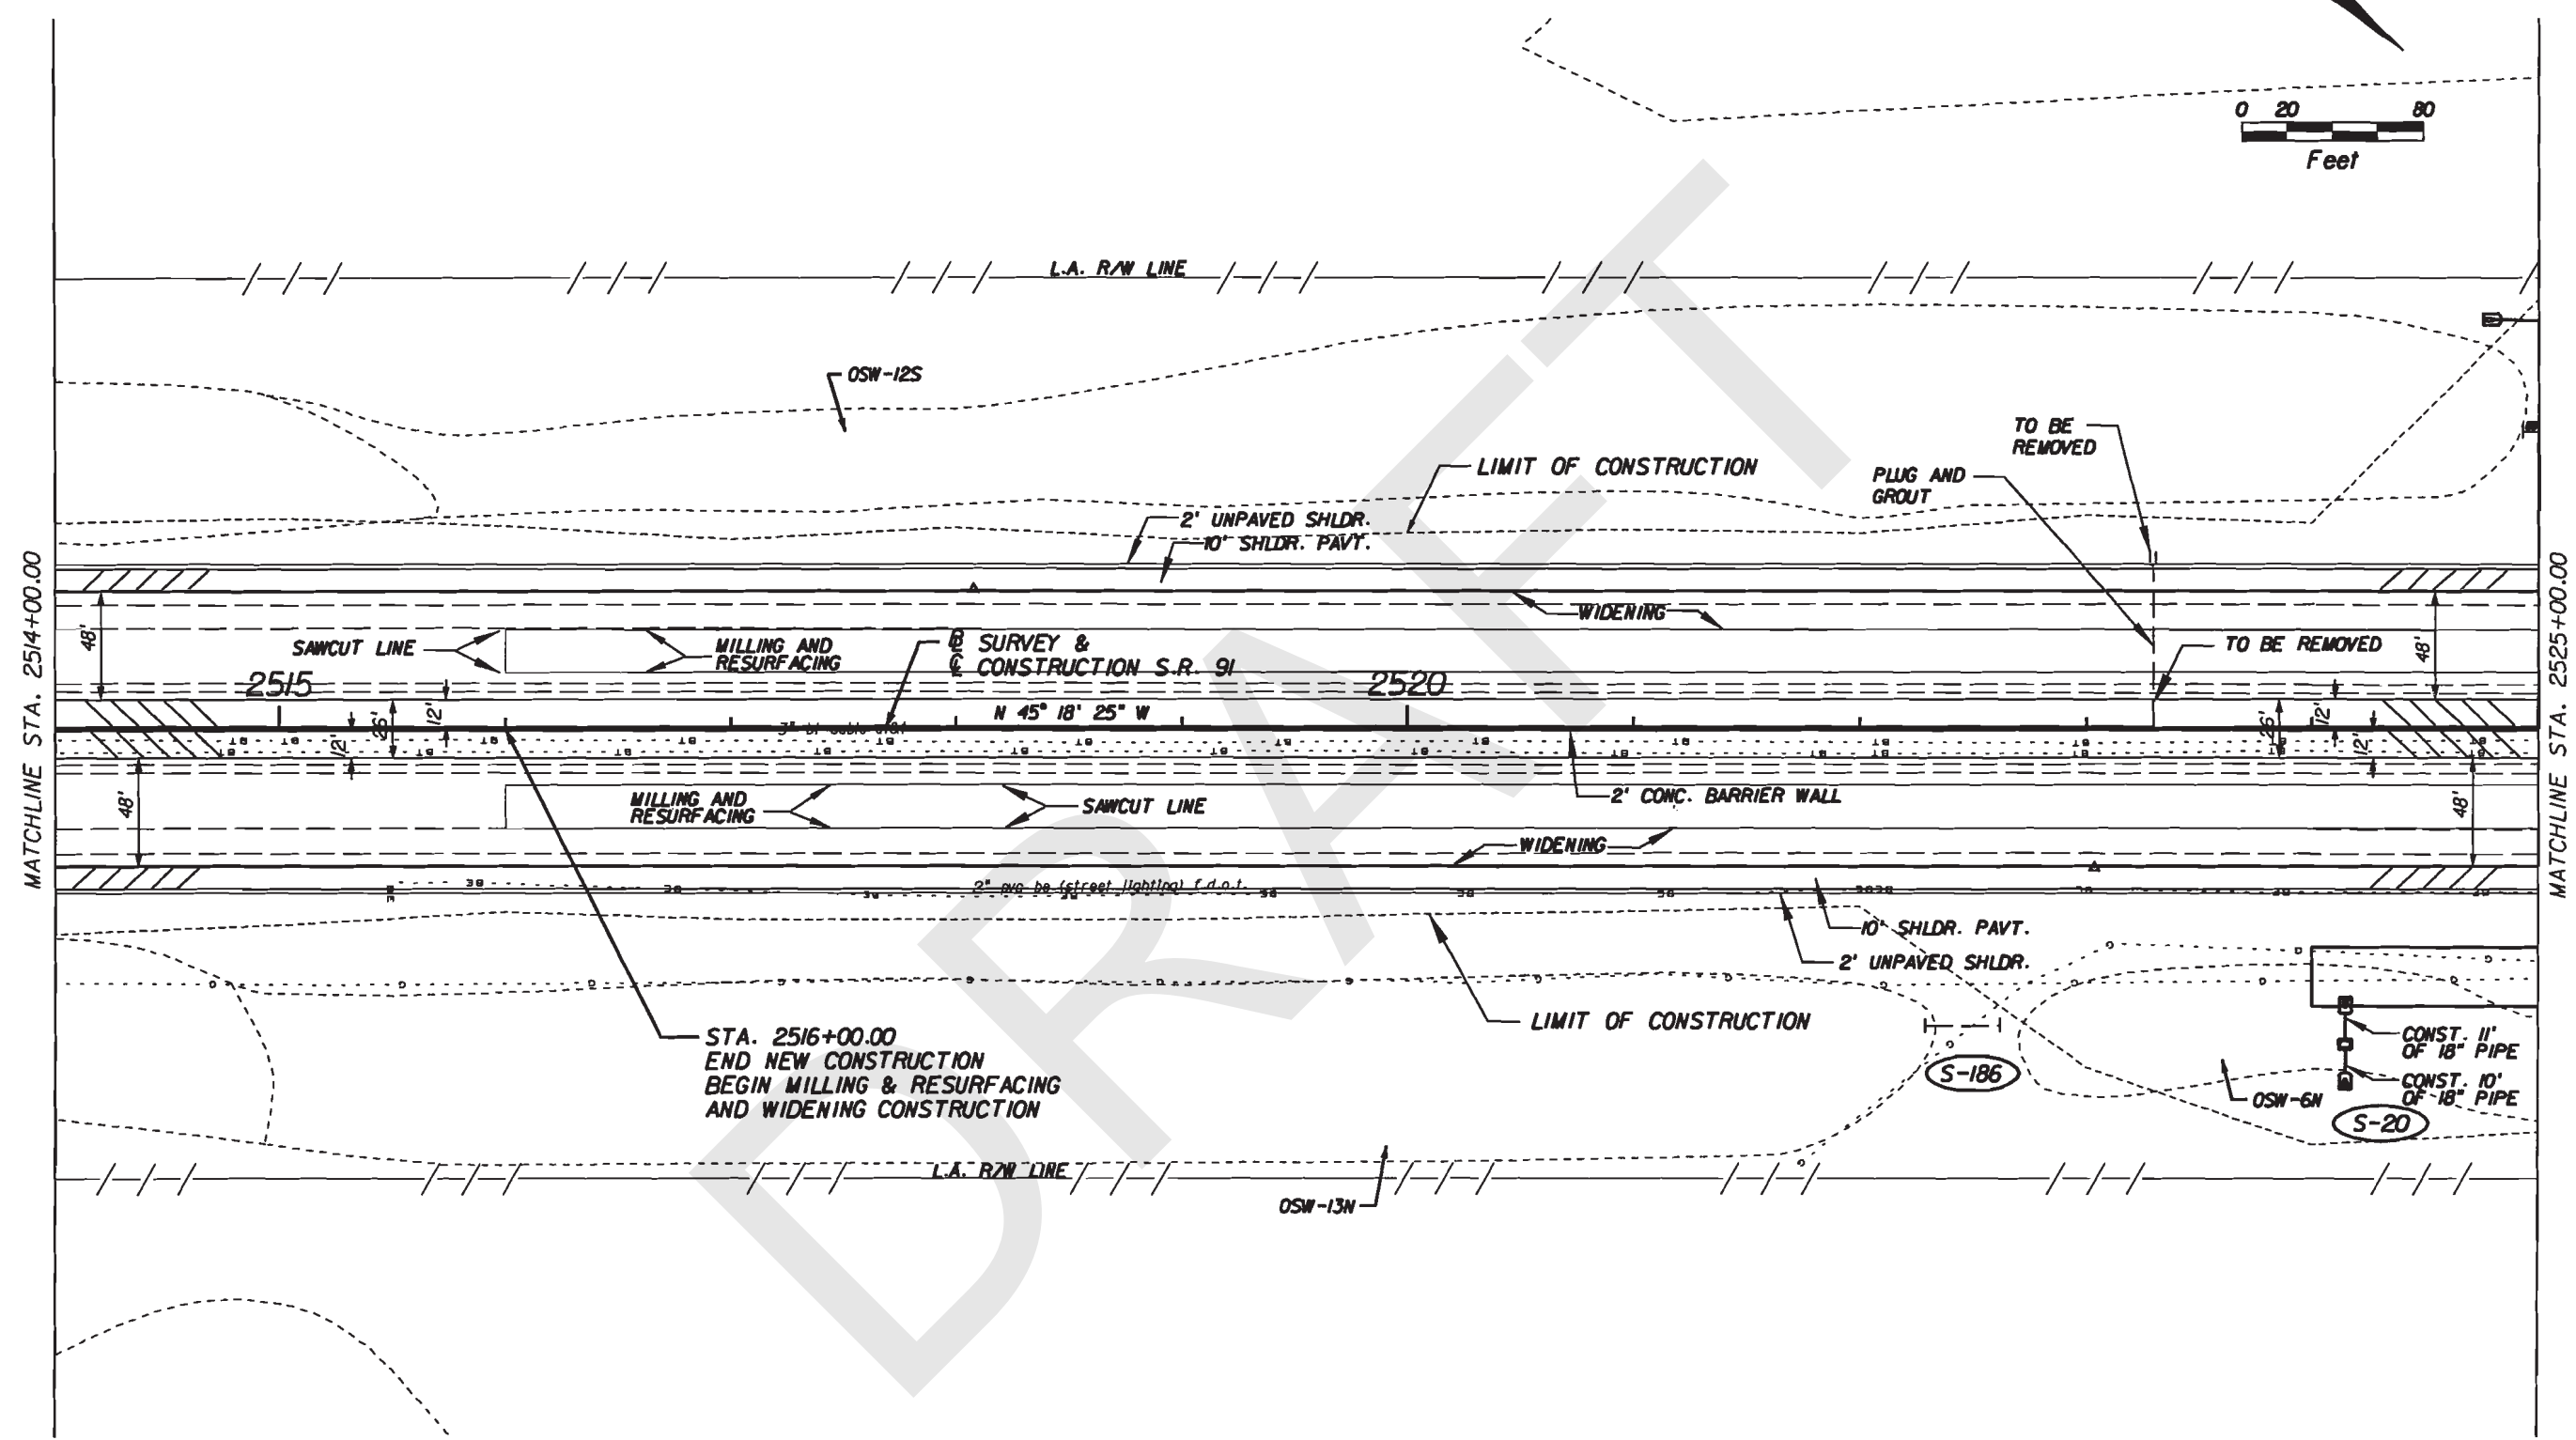 0 20 80
Feet
L.A. R/W LINE
OSW-12S
TO BE
REMOVED
LIMIT OF CONSTRUCTION
PLUG AND
GROUT
2' UNPAVED SHLDR.
10' SHLDR. PAVT.
MATCHLINE STA. 2514+00.00
MATCHLINE STA. 2525+00.00
48'
WIDENING
SAWCUT LINE
MILLING AND
RESURFACING
SURVEY &
CONSTRUCTION S.R. 91
TO BE REMOVED
48'
2515
2520
N 45° 18' 25" W
12'
26'
12'
26'
12'
12'
48'
MILLING AND
RESURFACING
SAWCUT LINE
2' CONC. BARRIER WALL
48'
WIDENING
2" pvc be (street lighting) f.d.o.t.
10' SHLDR. PAVT.
2' UNPAVED SHLDR.
LIMIT OF CONSTRUCTION
STA. 2516+00.00
END NEW CONSTRUCTION
BEGIN MILLING & RESURFACING
AND WIDENING CONSTRUCTION
S-186
CONST. 11'
OF 18" PIPE
CONST. 10'
OF 18" PIPE
OSW-6N
S-20
L.A. R/W LINE
OSW-13N
DRAFT